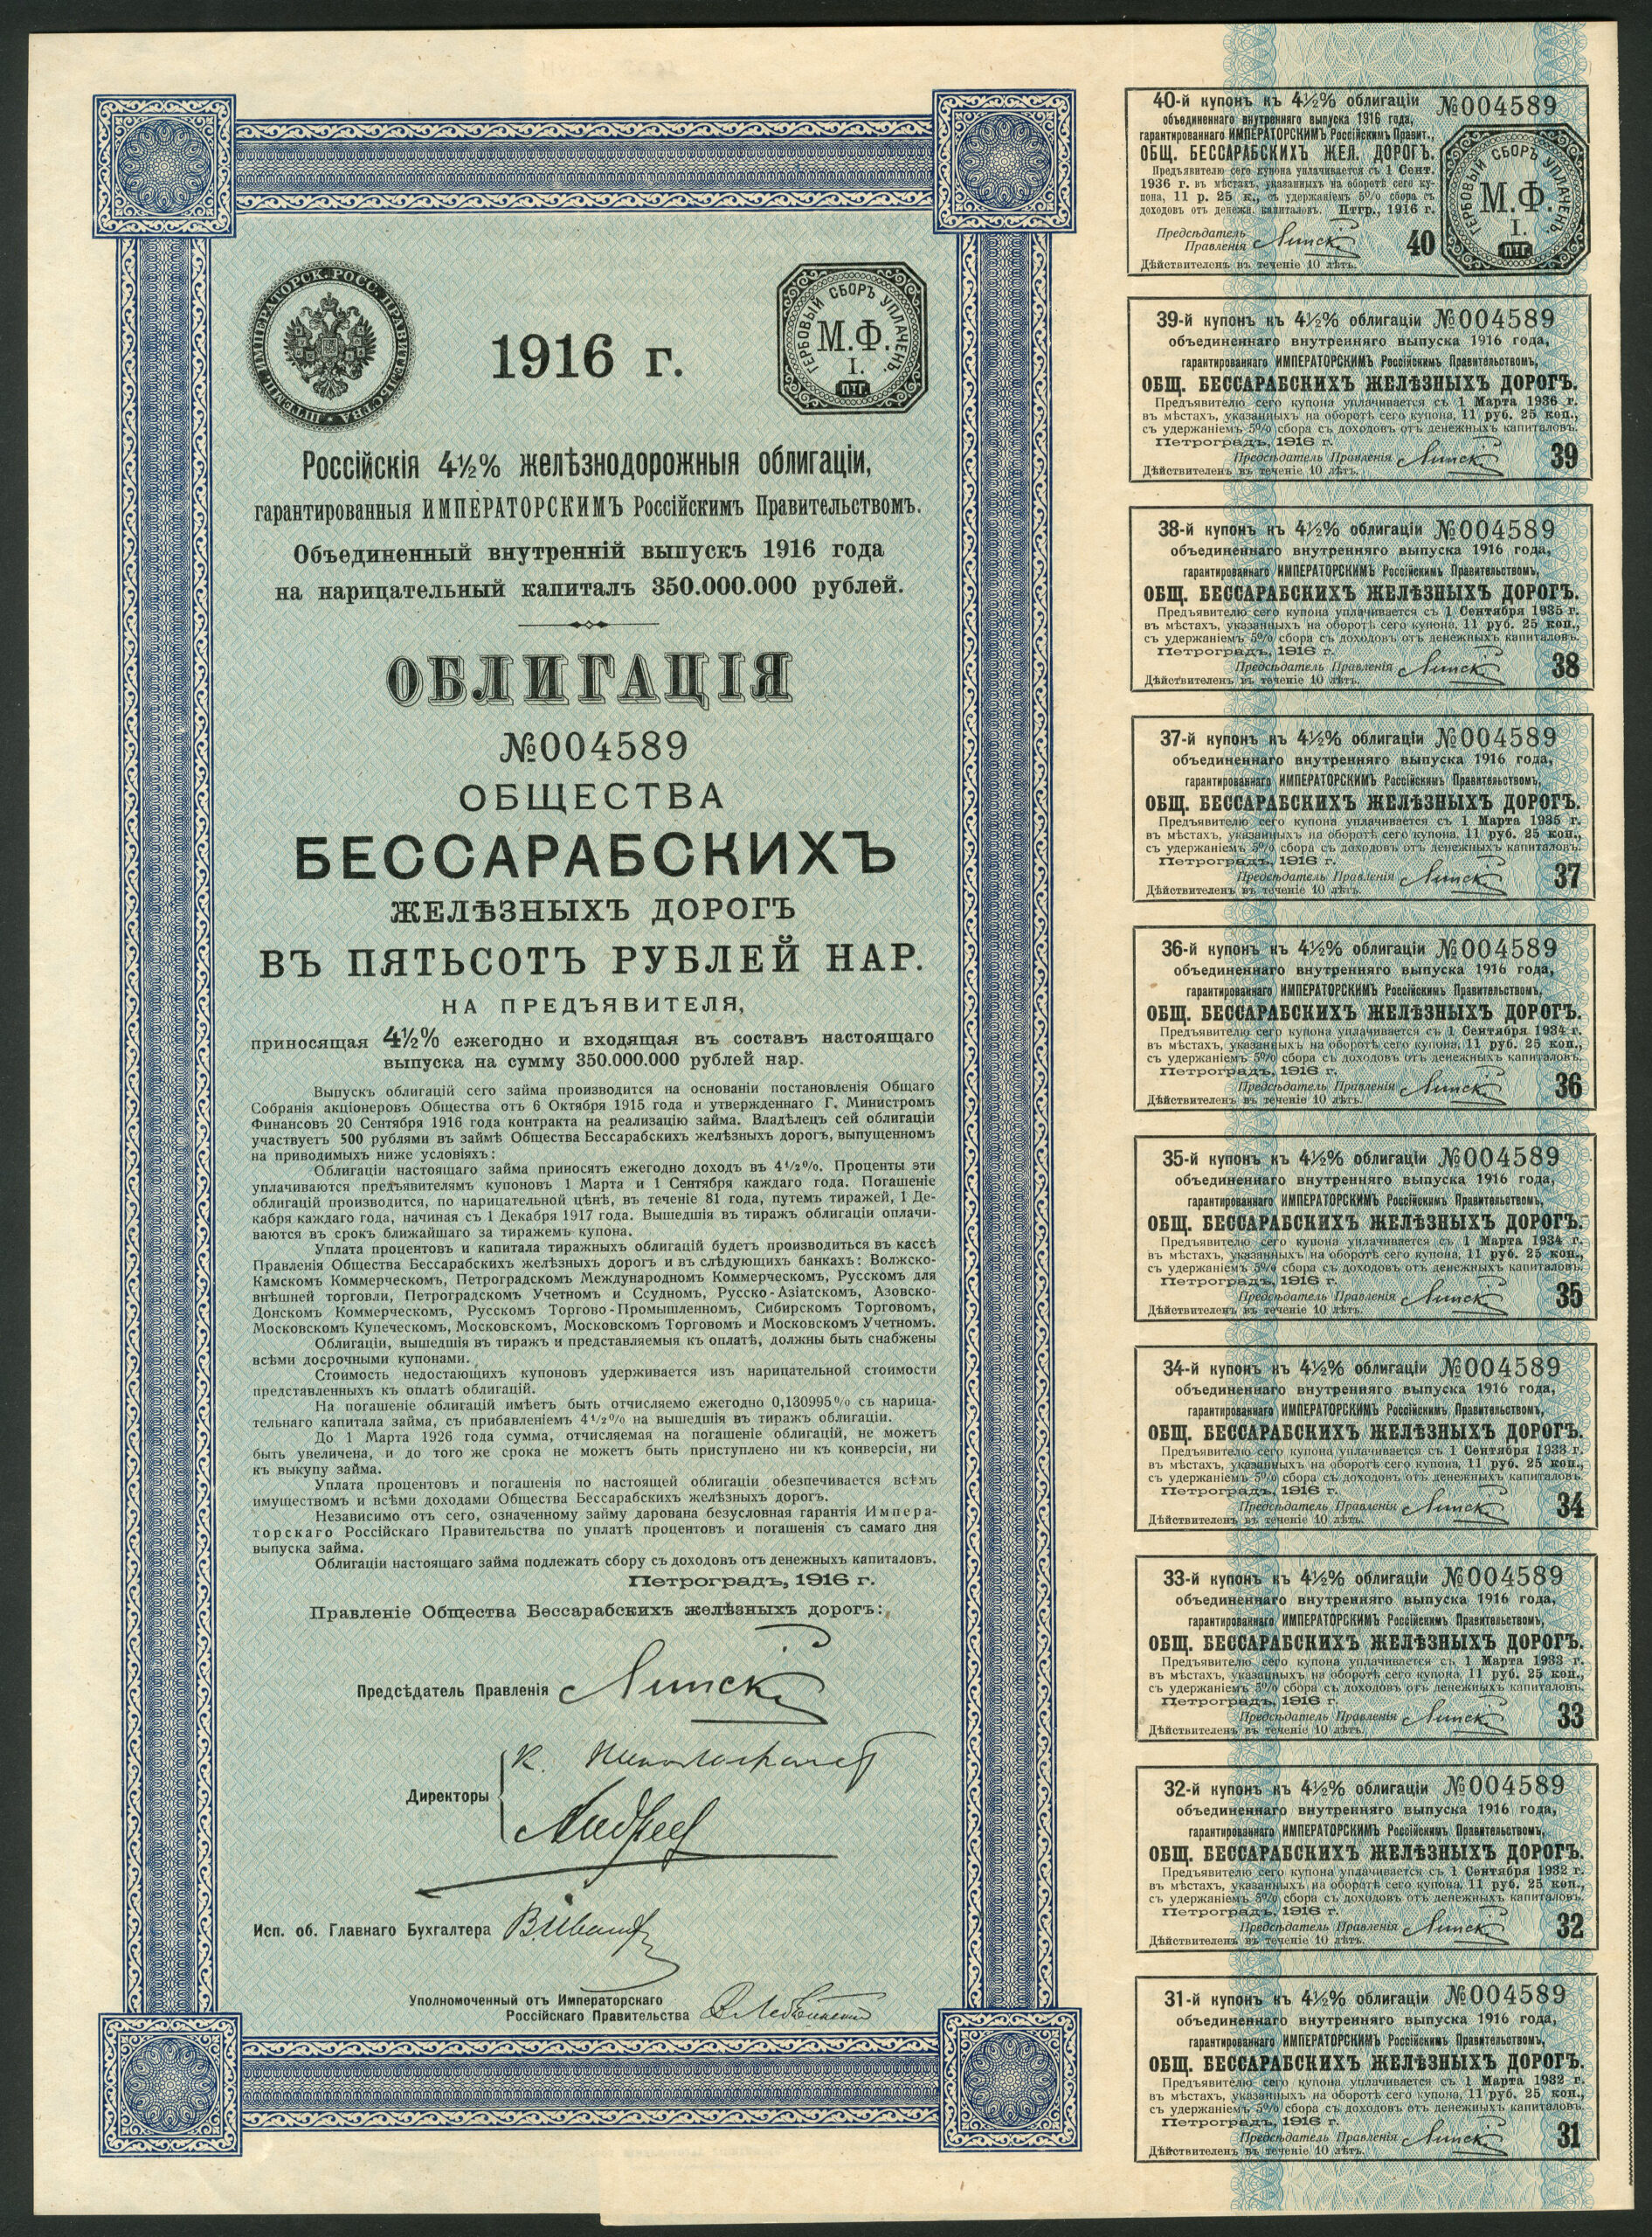 ГАРАНТІЯ ИМПЕРАТОРСК. РОСС. ПРАВИТЕЛЬСТВА
1916 г.
ГЕРБОВЫЙ СБОРЪ УПЛАЧЕНЪ.
М.Ф.
I.
ПТГ.
Россійскія 4½% желѣзнодорожныя облигаціи,
гарантированныя ИМПЕРАТОРСКИМЪ Россійскимъ Правительствомъ.
Объединенный внутренній выпускъ 1916 года
на нарицательный капиталъ 350.000.000 рублей.
ОБЛИГАЦІЯ
№004589
ОБЩЕСТВА
БЕССАРАБСКИХЪ
ЖЕЛѢЗНЫХЪ ДОРОГЪ
ВЪ ПЯТЬСОТЪ РУБЛЕЙ НАР.
НА ПРЕДЪЯВИТЕЛЯ,
приносящая 4½% ежегодно и входящая въ составъ настоящаго
выпуска на сумму 350.000.000 рублей нар.
Выпускъ облигацій сего займа производится на основаніи постановленія Общаго
Собранія акціонеровъ Общества отъ 6 Октября 1915 года и утвержденнаго Г. Министромъ
Финансовъ 20 Сентября 1916 года контракта на реализацію займа. Владѣлецъ сей облигаціи
участвуетъ 500 рублями въ займѣ Общества Бессарабскихъ желѣзныхъ дорогъ, выпущенномъ
на приводимыхъ ниже условіяхъ:
Облигаціи настоящаго займа приносятъ ежегодно доходъ въ 4½%. Проценты эти
уплачиваются предъявителямъ купоновъ 1 Марта и 1 Сентября каждаго года. Погашеніе
облигацій производится, по нарицательной цѣнѣ, въ теченіе 81 года, путемъ тиражей, 1 Де-
кабря каждаго года, начиная съ 1 Декабря 1917 года. Вышедшія въ тиражъ облигаціи оплачи-
ваются въ срокъ ближайшаго за тиражемъ купона.
Уплата процентовъ и капитала тиражныхъ облигацій будетъ производиться въ кассѣ
Правленія Общества Бессарабскихъ желѣзныхъ дорогъ и въ слѣдующихъ банкахъ: Волжско-
Камскомъ Коммерческомъ, Петроградскомъ Международномъ Коммерческомъ, Русскомъ для
внѣшней торговли, Петроградскомъ Учетномъ и Ссудномъ, Русско-Азіатскомъ, Азовско-
Донскомъ Коммерческомъ, Русскомъ Торгово-Промышленномъ, Сибирскомъ Торговомъ,
Московскомъ Купеческомъ, Московскомъ, Московскомъ Торговомъ и Московскомъ Учетномъ.
Облигаціи, вышедшія въ тиражъ и представляемыя къ оплатѣ, должны быть снабжены
всѣми досрочными купонами.
Стоимость недостающихъ купоновъ удерживается изъ нарицательной стоимости
представленныхъ къ оплатѣ облигацій.
На погашеніе облигацій имѣетъ быть отчисляемо ежегодно 0,130995% съ нарица-
тельнаго капитала займа, съ прибавленіемъ 4½% на вышедшія въ тиражъ облигаціи.
До 1 Марта 1926 года сумма, отчисляемая на погашеніе облигацій, не можетъ
быть увеличена, и до того же срока не можетъ быть приступлено ни къ конверсіи, ни
къ выкупу займа.
Уплата процентовъ и погашенія по настоящей облигаціи обезпечивается всѣмъ
имуществомъ и всѣми доходами Общества Бессарабскихъ желѣзныхъ дорогъ.
Независимо отъ сего, означенному займу дарована безусловная гарантія Импера-
торскаго Россійскаго Правительства по уплатѣ процентовъ и погашенія съ самаго дня
выпуска займа.
Облигаціи настоящаго займа подлежатъ сбору съ доходовъ отъ денежныхъ капиталовъ.
Петроградъ, 1916 г.
Правленіе Общества Бессарабскихъ желѣзныхъ дорогъ:
Предсѣдатель Правленія
Директоры
Исп. об. Главнаго Бухгалтера
Уполномоченный отъ Императорскаго
Россійскаго Правительства
40-й купонъ къ 4½% облигаціи №004589
объединеннаго внутренняго выпуска 1916 года,
гарантированнаго ИМПЕРАТОРСКИМЪ Россійскимъ Правит.,
ОБЩ. БЕССАРАБСКИХЪ ЖЕЛ. ДОРОГЪ.
Предъявителю сего купона уплачивается съ 1 Сент.
1936 г. въ мѣстахъ, указанныхъ на оборотѣ сего ку-
пона, 11 р. 25 к., съ удержаніемъ 5% сбора съ
доходовъ отъ денежн. капиталовъ. Птгр., 1916 г.
Предсѣдатель
Правленія
40
Дѣйствителенъ въ теченіе 10 лѣтъ.
ГЕРБОВЫЙ СБОРЪ УПЛАЧЕНЪ.
М.Ф.
I.
ПТГ.
39-й купонъ къ 4½% облигаціи №004589
объединеннаго внутренняго выпуска 1916 года,
гарантированнаго ИМПЕРАТОРСКИМЪ Россійскимъ Правительствомъ,
ОБЩ. БЕССАРАБСКИХЪ ЖЕЛѢЗНЫХЪ ДОРОГЪ.
Предъявителю сего купона уплачивается съ 1 Марта 1936 г.
въ мѣстахъ, указанныхъ на оборотѣ сего купона, 11 руб. 25 коп.,
съ удержаніемъ 5% сбора съ доходовъ отъ денежныхъ капиталовъ.
Петроградъ, 1916 г.
Предсѣдатель Правленія
39
Дѣйствителенъ въ теченіе 10 лѣтъ.
38-й купонъ къ 4½% облигаціи №004589
объединеннаго внутренняго выпуска 1916 года,
гарантированнаго ИМПЕРАТОРСКИМЪ Россійскимъ Правительствомъ,
ОБЩ. БЕССАРАБСКИХЪ ЖЕЛѢЗНЫХЪ ДОРОГЪ.
Предъявителю сего купона уплачивается съ 1 Сентября 1935 г.
въ мѣстахъ, указанныхъ на оборотѣ сего купона, 11 руб. 25 коп.,
съ удержаніемъ 5% сбора съ доходовъ отъ денежныхъ капиталовъ.
Петроградъ, 1916 г.
Предсѣдатель Правленія
38
Дѣйствителенъ въ теченіе 10 лѣтъ.
37-й купонъ къ 4½% облигаціи №004589
объединеннаго внутренняго выпуска 1916 года,
гарантированнаго ИМПЕРАТОРСКИМЪ Россійскимъ Правительствомъ,
ОБЩ. БЕССАРАБСКИХЪ ЖЕЛѢЗНЫХЪ ДОРОГЪ.
Предъявителю сего купона уплачивается съ 1 Марта 1935 г.
въ мѣстахъ, указанныхъ на оборотѣ сего купона, 11 руб. 25 коп.,
съ удержаніемъ 5% сбора съ доходовъ отъ денежныхъ капиталовъ.
Петроградъ, 1916 г.
Предсѣдатель Правленія
37
Дѣйствителенъ въ теченіе 10 лѣтъ.
36-й купонъ къ 4½% облигаціи №004589
объединеннаго внутренняго выпуска 1916 года,
гарантированнаго ИМПЕРАТОРСКИМЪ Россійскимъ Правительствомъ,
ОБЩ. БЕССАРАБСКИХЪ ЖЕЛѢЗНЫХЪ ДОРОГЪ.
Предъявителю сего купона уплачивается съ 1 Сентября 1934 г.
въ мѣстахъ, указанныхъ на оборотѣ сего купона, 11 руб. 25 коп.,
съ удержаніемъ 5% сбора съ доходовъ отъ денежныхъ капиталовъ.
Петроградъ, 1916 г.
Предсѣдатель Правленія
36
Дѣйствителенъ въ теченіе 10 лѣтъ.
35-й купонъ къ 4½% облигаціи №004589
объединеннаго внутренняго выпуска 1916 года,
гарантированнаго ИМПЕРАТОРСКИМЪ Россійскимъ Правительствомъ,
ОБЩ. БЕССАРАБСКИХЪ ЖЕЛѢЗНЫХЪ ДОРОГЪ.
Предъявителю сего купона уплачивается съ 1 Марта 1934 г.
въ мѣстахъ, указанныхъ на оборотѣ сего купона, 11 руб. 25 коп.,
съ удержаніемъ 5% сбора съ доходовъ отъ денежныхъ капиталовъ.
Петроградъ, 1916 г.
Предсѣдатель Правленія
35
Дѣйствителенъ въ теченіе 10 лѣтъ.
34-й купонъ къ 4½% облигаціи №004589
объединеннаго внутренняго выпуска 1916 года,
гарантированнаго ИМПЕРАТОРСКИМЪ Россійскимъ Правительствомъ,
ОБЩ. БЕССАРАБСКИХЪ ЖЕЛѢЗНЫХЪ ДОРОГЪ.
Предъявителю сего купона уплачивается съ 1 Сентября 1933 г.
въ мѣстахъ, указанныхъ на оборотѣ сего купона, 11 руб. 25 коп.,
съ удержаніемъ 5% сбора съ доходовъ отъ денежныхъ капиталовъ.
Петроградъ, 1916 г.
Предсѣдатель Правленія
34
Дѣйствителенъ въ теченіе 10 лѣтъ.
33-й купонъ къ 4½% облигаціи №004589
объединеннаго внутренняго выпуска 1916 года,
гарантированнаго ИМПЕРАТОРСКИМЪ Россійскимъ Правительствомъ,
ОБЩ. БЕССАРАБСКИХЪ ЖЕЛѢЗНЫХЪ ДОРОГЪ.
Предъявителю сего купона уплачивается съ 1 Марта 1933 г.
въ мѣстахъ, указанныхъ на оборотѣ сего купона, 11 руб. 25 коп.,
съ удержаніемъ 5% сбора съ доходовъ отъ денежныхъ капиталовъ.
Петроградъ, 1916 г.
Предсѣдатель Правленія
33
Дѣйствителенъ въ теченіе 10 лѣтъ.
32-й купонъ къ 4½% облигаціи №004589
объединеннаго внутренняго выпуска 1916 года,
гарантированнаго ИМПЕРАТОРСКИМЪ Россійскимъ Правительствомъ,
ОБЩ. БЕССАРАБСКИХЪ ЖЕЛѢЗНЫХЪ ДОРОГЪ.
Предъявителю сего купона уплачивается съ 1 Сентября 1932 г.
въ мѣстахъ, указанныхъ на оборотѣ сего купона, 11 руб. 25 коп.,
съ удержаніемъ 5% сбора съ доходовъ отъ денежныхъ капиталовъ.
Петроградъ, 1916 г.
Предсѣдатель Правленія
32
Дѣйствителенъ въ теченіе 10 лѣтъ.
31-й купонъ къ 4½% облигаціи №004589
объединеннаго внутренняго выпуска 1916 года,
гарантированнаго ИМПЕРАТОРСКИМЪ Россійскимъ Правительствомъ,
ОБЩ. БЕССАРАБСКИХЪ ЖЕЛѢЗНЫХЪ ДОРОГЪ.
Предъявителю сего купона уплачивается съ 1 Марта 1932 г.
въ мѣстахъ, указанныхъ на оборотѣ сего купона, 11 руб. 25 коп.,
съ удержаніемъ 5% сбора съ доходовъ отъ денежныхъ капиталовъ.
Петроградъ, 1916 г.
Предсѣдатель Правленія
31
Дѣйствителенъ въ теченіе 10 лѣтъ.